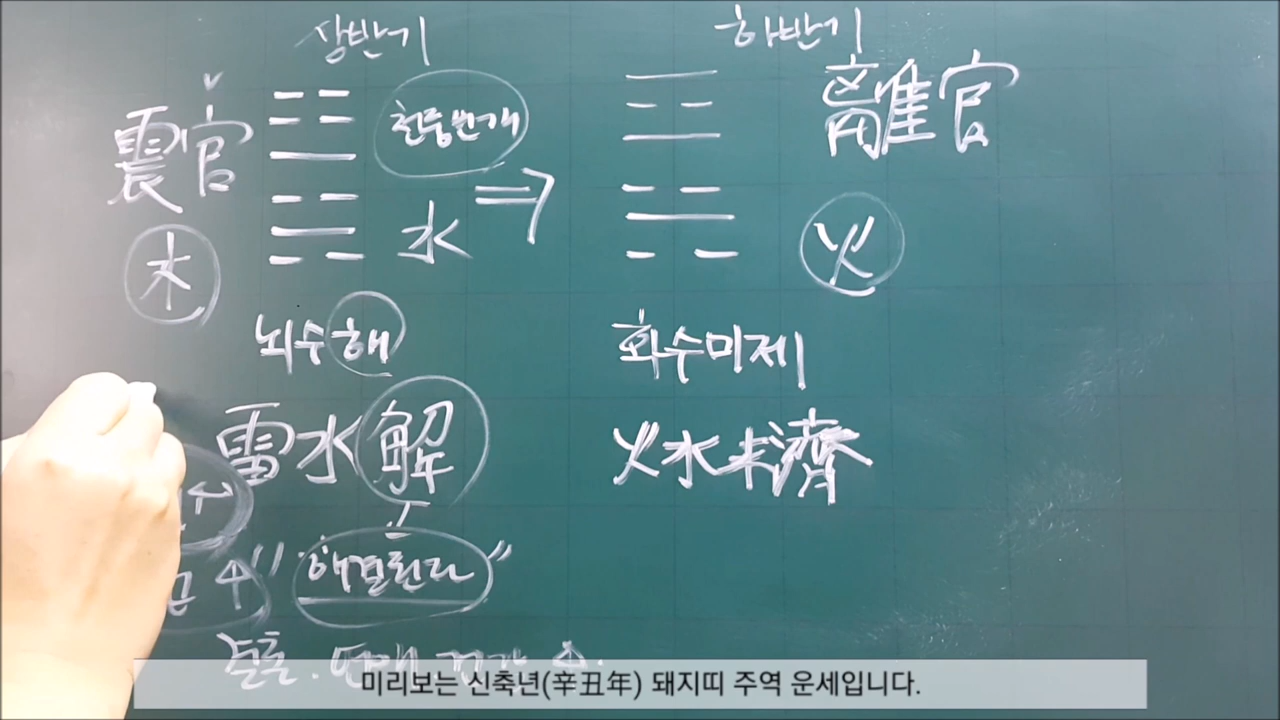 상반기
震官
천둥번개
木
水
뇌수해
雷水解
"해결된다"
하반기
離官
火
화수미제
火水未濟
미리보는 신축년(辛丑年) 돼지띠 주역 운세입니다.